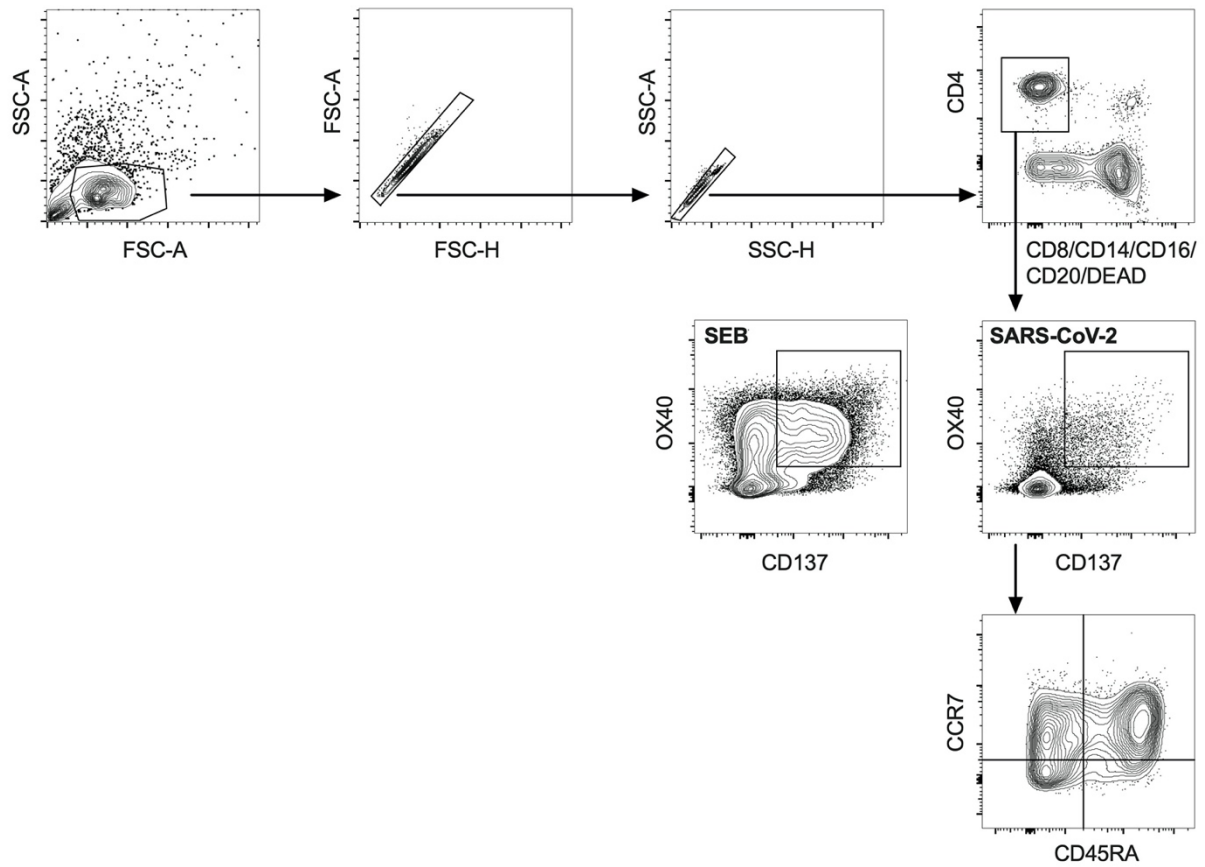 SSC-A
FSC-A
FSC-A
FSC-H
SSC-A
SSC-H
CD4
CD8/CD14/CD16/
CD20/DEAD
SEB
OX40
CD137
SARS-CoV-2
OX40
CD137
CCR7
CD45RA